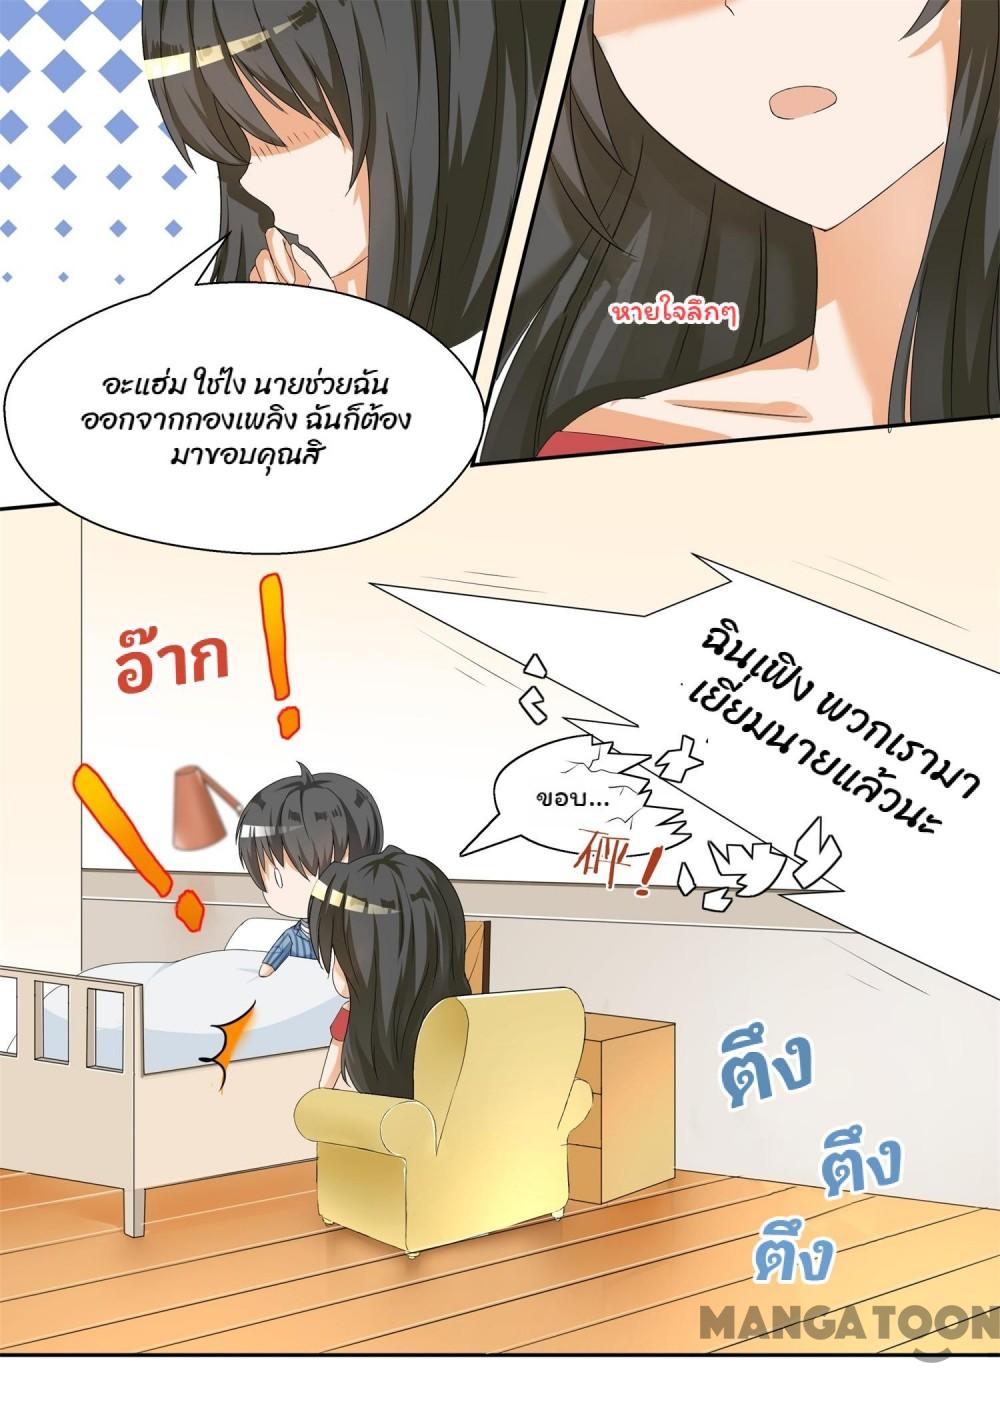 หายใจลึกๆ
อะแฮ่ม ใช่ไง นายช่วยฉัน
ออกจากกองเพลิง ฉันก็ต้อง
มาขอบคุณสิ
อ๊าก
!
!
ฉินเฟิง พวกเรามา
เยี่ยมนายแล้วนะ
ขอบ...
砰!
ตึง
ตึง
ตึง
MANGATOON